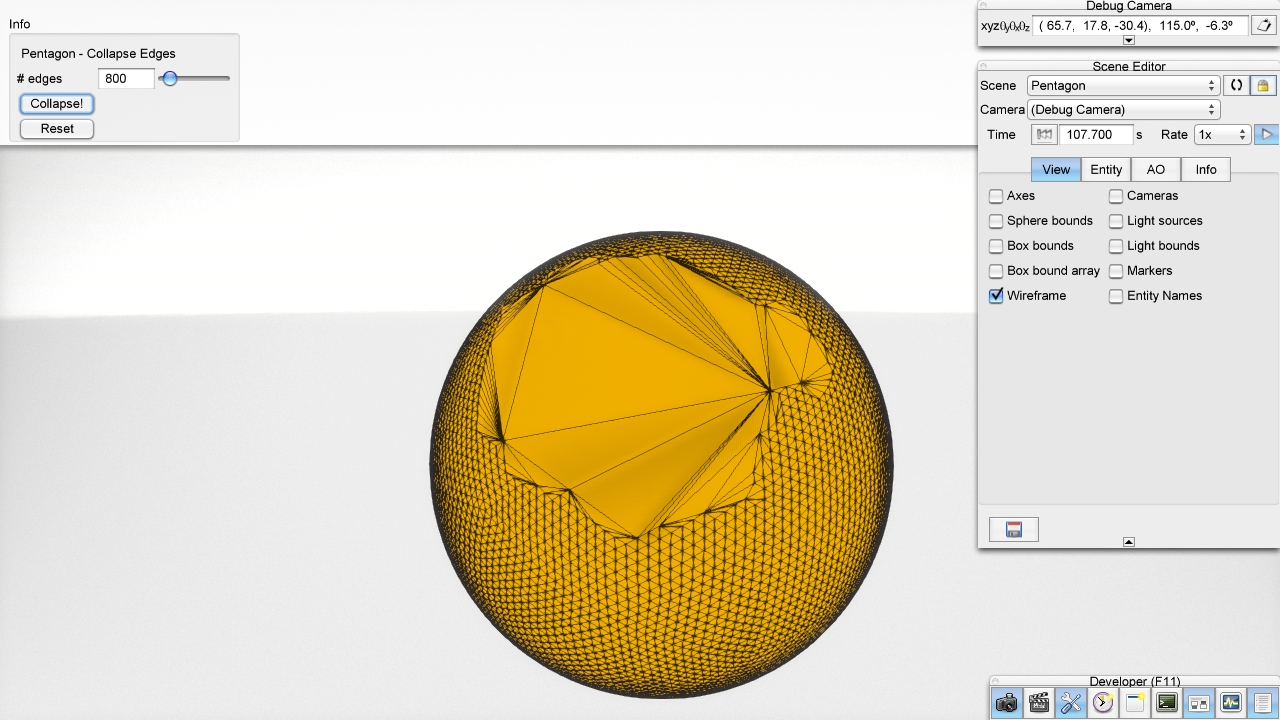 Info
Pentagon - Collapse Edges
# edges 800
Collapse!
Reset
Debug Camera
( 65.7, 17.8, -30.4), 115.0º, -6.3º
Scene Editor
Scene Pentagon
Camera (Debug Camera)
Time 107.700 s Rate 1x
View Entity AO Info
Axes Cameras
Sphere bounds Light sources
Box bounds Light bounds
Box bound array Markers
Wireframe Entity Names
Developer (F11)